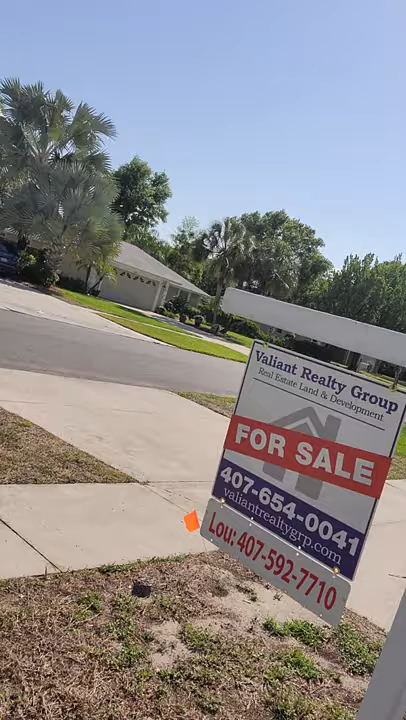 Valiant Realty Group
Real Estate Land & Development
FOR SALE
407-654-0041
valiantrealtygrp.com
Lou: 407-592-7710